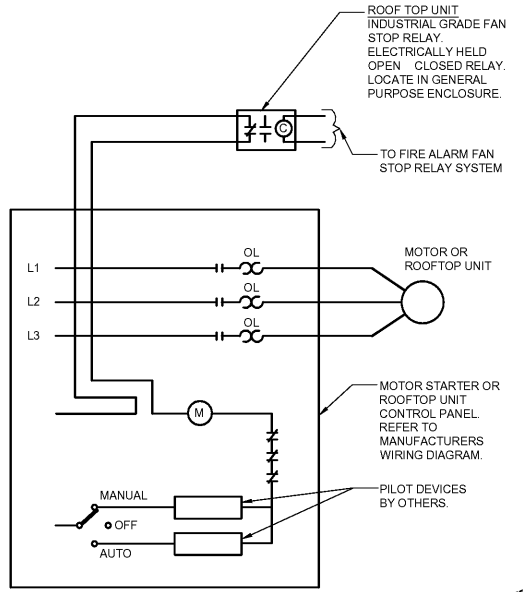 ROOF TOP UNIT
INDUSTRIAL GRADE FAN
STOP RELAY.
ELECTRICALLY HELD
OPEN CLOSED RELAY.
LOCATE IN GENERAL
PURPOSE ENCLOSURE.
C
TO FIRE ALARM FAN
STOP RELAY SYSTEM
OL
L1
MOTOR OR
ROOFTOP UNIT
OL
L2
OL
L3
MOTOR STARTER OR
ROOFTOP UNIT
CONTROL PANEL.
REFER TO
MANUFACTURERS
WIRING DIAGRAM.
M
PILOT DEVICES
BY OTHERS.
MANUAL
OFF
AUTO